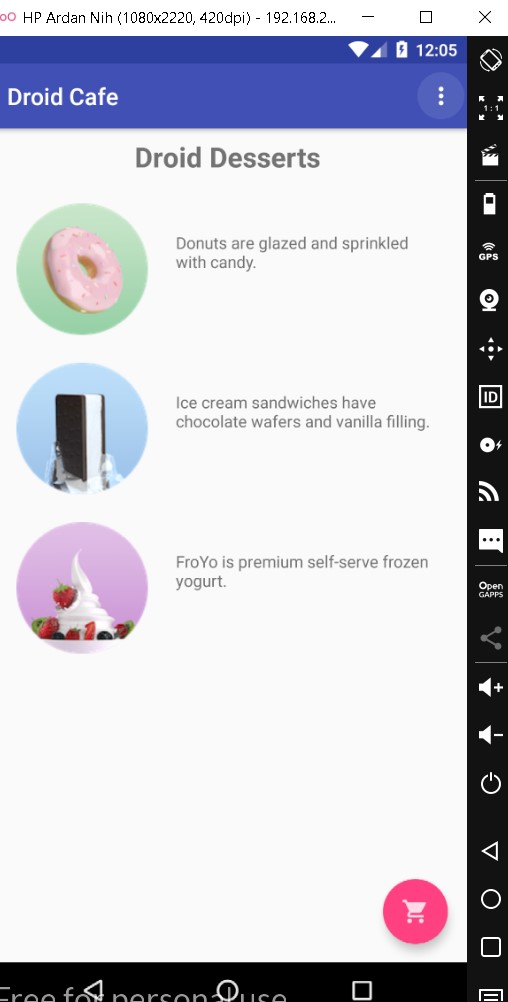 HP Ardan Nih (1080x2220, 420dpi) - 192.168.2...
12:05
Droid Cafe
Droid Desserts
Donuts are glazed and sprinkled
with candy.
Ice cream sandwiches have
chocolate wafers and vanilla filling.
FroYo is premium self-serve frozen
yogurt.
1:1
GPS
ID
Open
GAPPS
Free for personal use